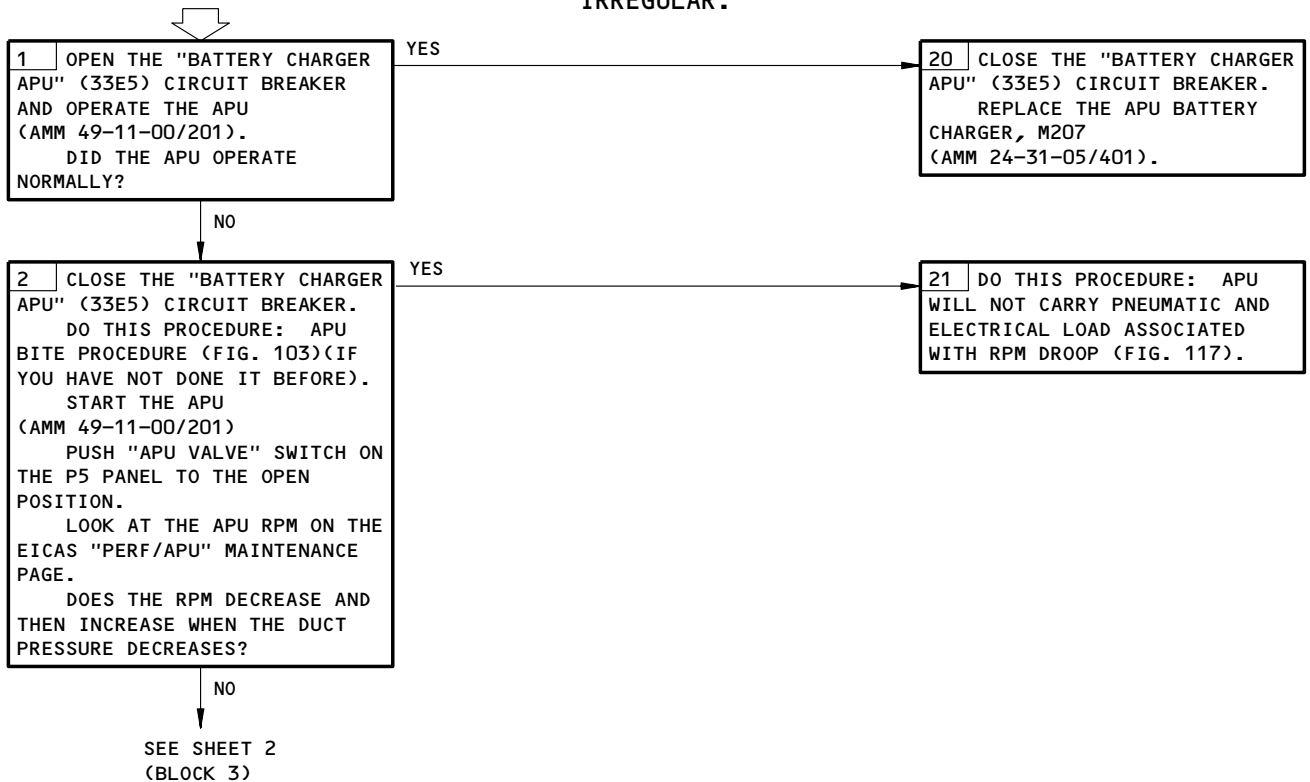 IRREGULAR.
1 OPEN THE "BATTERY CHARGER
APU" (33E5) CIRCUIT BREAKER
AND OPERATE THE APU
(AMM 49-11-00/201).
DID THE APU OPERATE
NORMALLY?
YES
20 CLOSE THE "BATTERY CHARGER
APU" (33E5) CIRCUIT BREAKER.
REPLACE THE APU BATTERY
CHARGER, M207
(AMM 24-31-05/401).
NO
2 CLOSE THE "BATTERY CHARGER
APU" (33E5) CIRCUIT BREAKER.
DO THIS PROCEDURE: APU
BITE PROCEDURE (FIG. 103)(IF
YOU HAVE NOT DONE IT BEFORE).
START THE APU
(AMM 49-11-00/201)
PUSH "APU VALVE" SWITCH ON
THE P5 PANEL TO THE OPEN
POSITION.
LOOK AT THE APU RPM ON THE
EICAS "PERF/APU" MAINTENANCE
PAGE.
DOES THE RPM DECREASE AND
THEN INCREASE WHEN THE DUCT
PRESSURE DECREASES?
YES
21 DO THIS PROCEDURE: APU
WILL NOT CARRY PNEUMATIC AND
ELECTRICAL LOAD ASSOCIATED
WITH RPM DROOP (FIG. 117).
NO
SEE SHEET 2
(BLOCK 3)